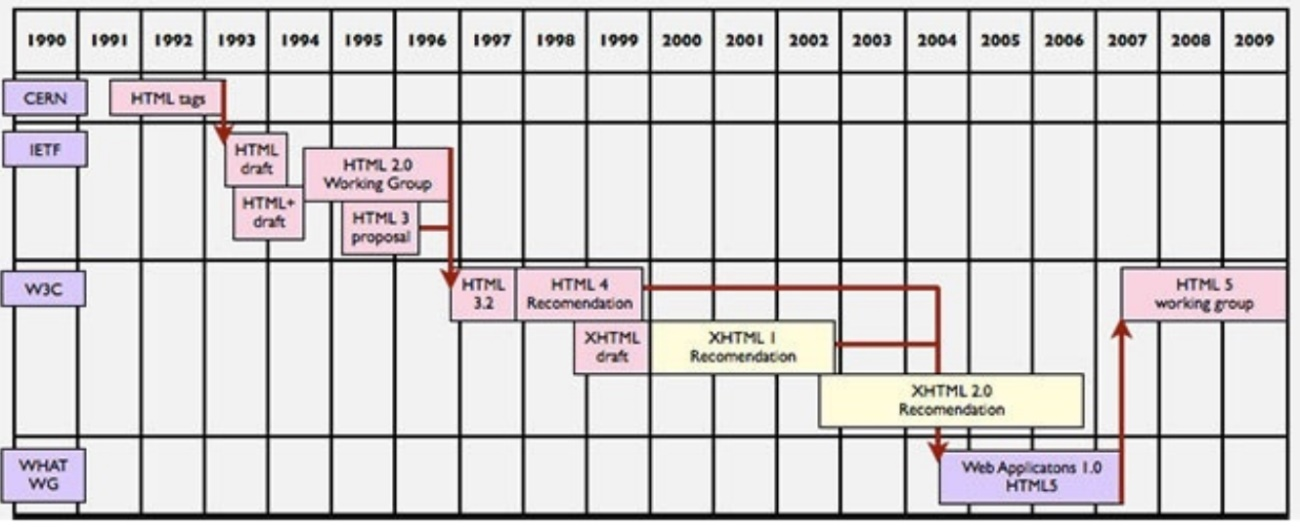 1990 1991 1992 1993 1994 1995 1996 1997 1998 1999 2000 2001 2002 2003 2004 2005 2006 2007 2008 2009
CERN
HTML tags
IETF
HTML
draft
HTML 2.0
Working Group
HTML+
draft
HTML 3
proposal
W3C
HTML
3.2
HTML 4
Recomendation
HTML 5
working group
XHTML
draft
XHTML 1
Recomendation
XHTML 2.0
Recomendation
WHAT
WG
Web Applicatons 1.0
HTML5